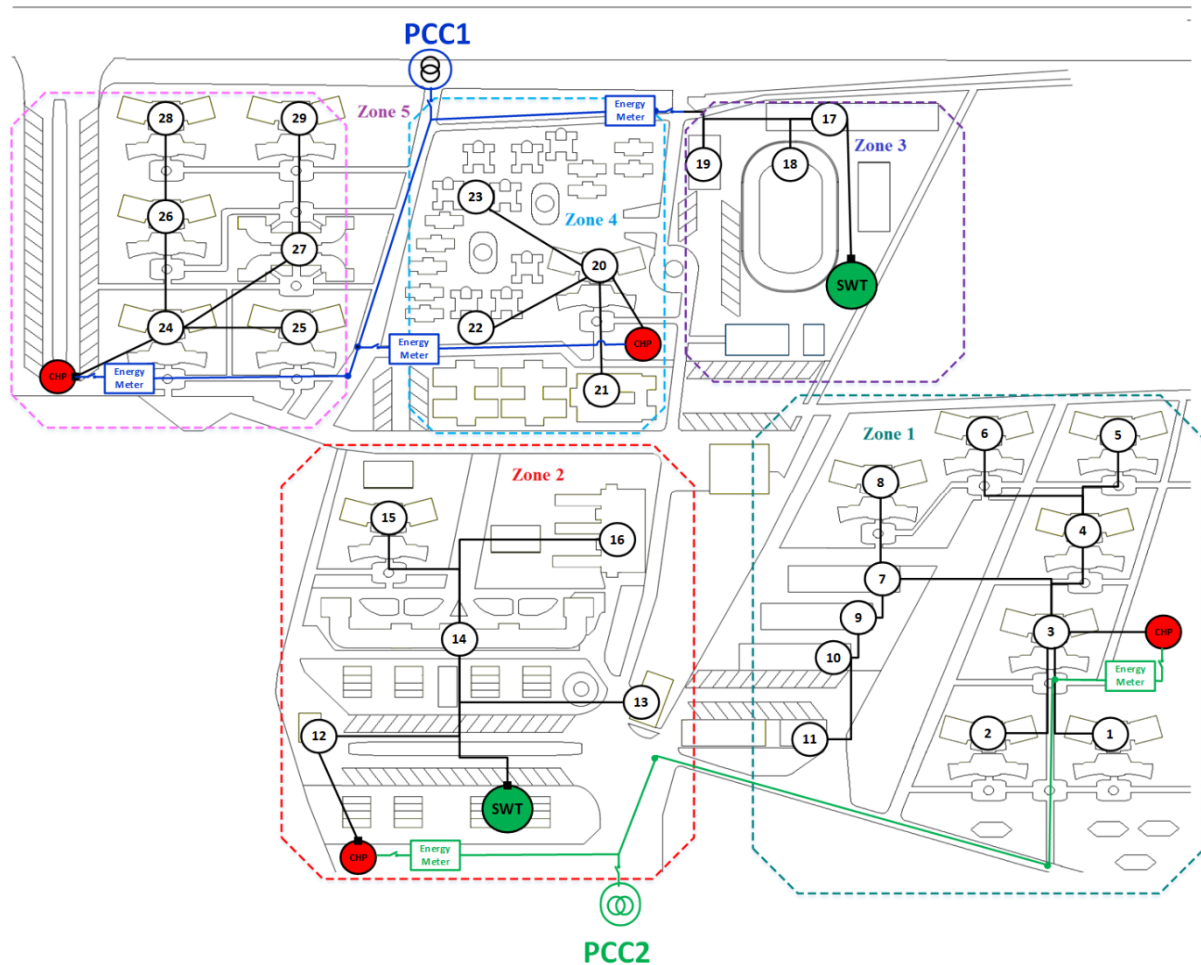 PCC1
Energy
Meter
28
29
Zone 5
17
Zone 3
19
18
23
26
Zone 4
27
20
SWT
24
25
22
Energy
Meter
CHP
CHP
Energy
Meter
21
Zone 1
6
5
Zone 2
8
15
4
16
7
9
14
3
CHP
10
Energy
Meter
13
12
11
2
1
SWT
CHP
Energy
Meter
PCC2